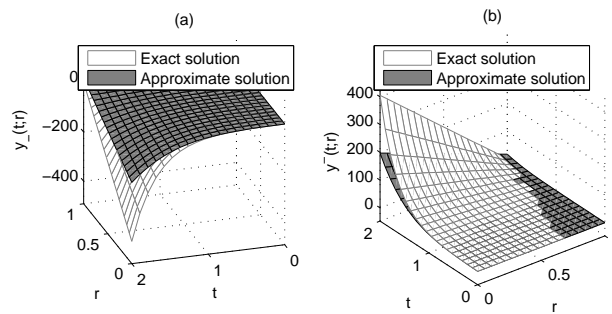 (a)
Exact solution
Approximate solution
0
−200
−400
y_(t;r)
1
0.5
0
r
2
1
0
t
(b)
Exact solution
Approximate solution
400
300
200
100
0
y¯(t;r)
2
1
0
t
0
0.5
r